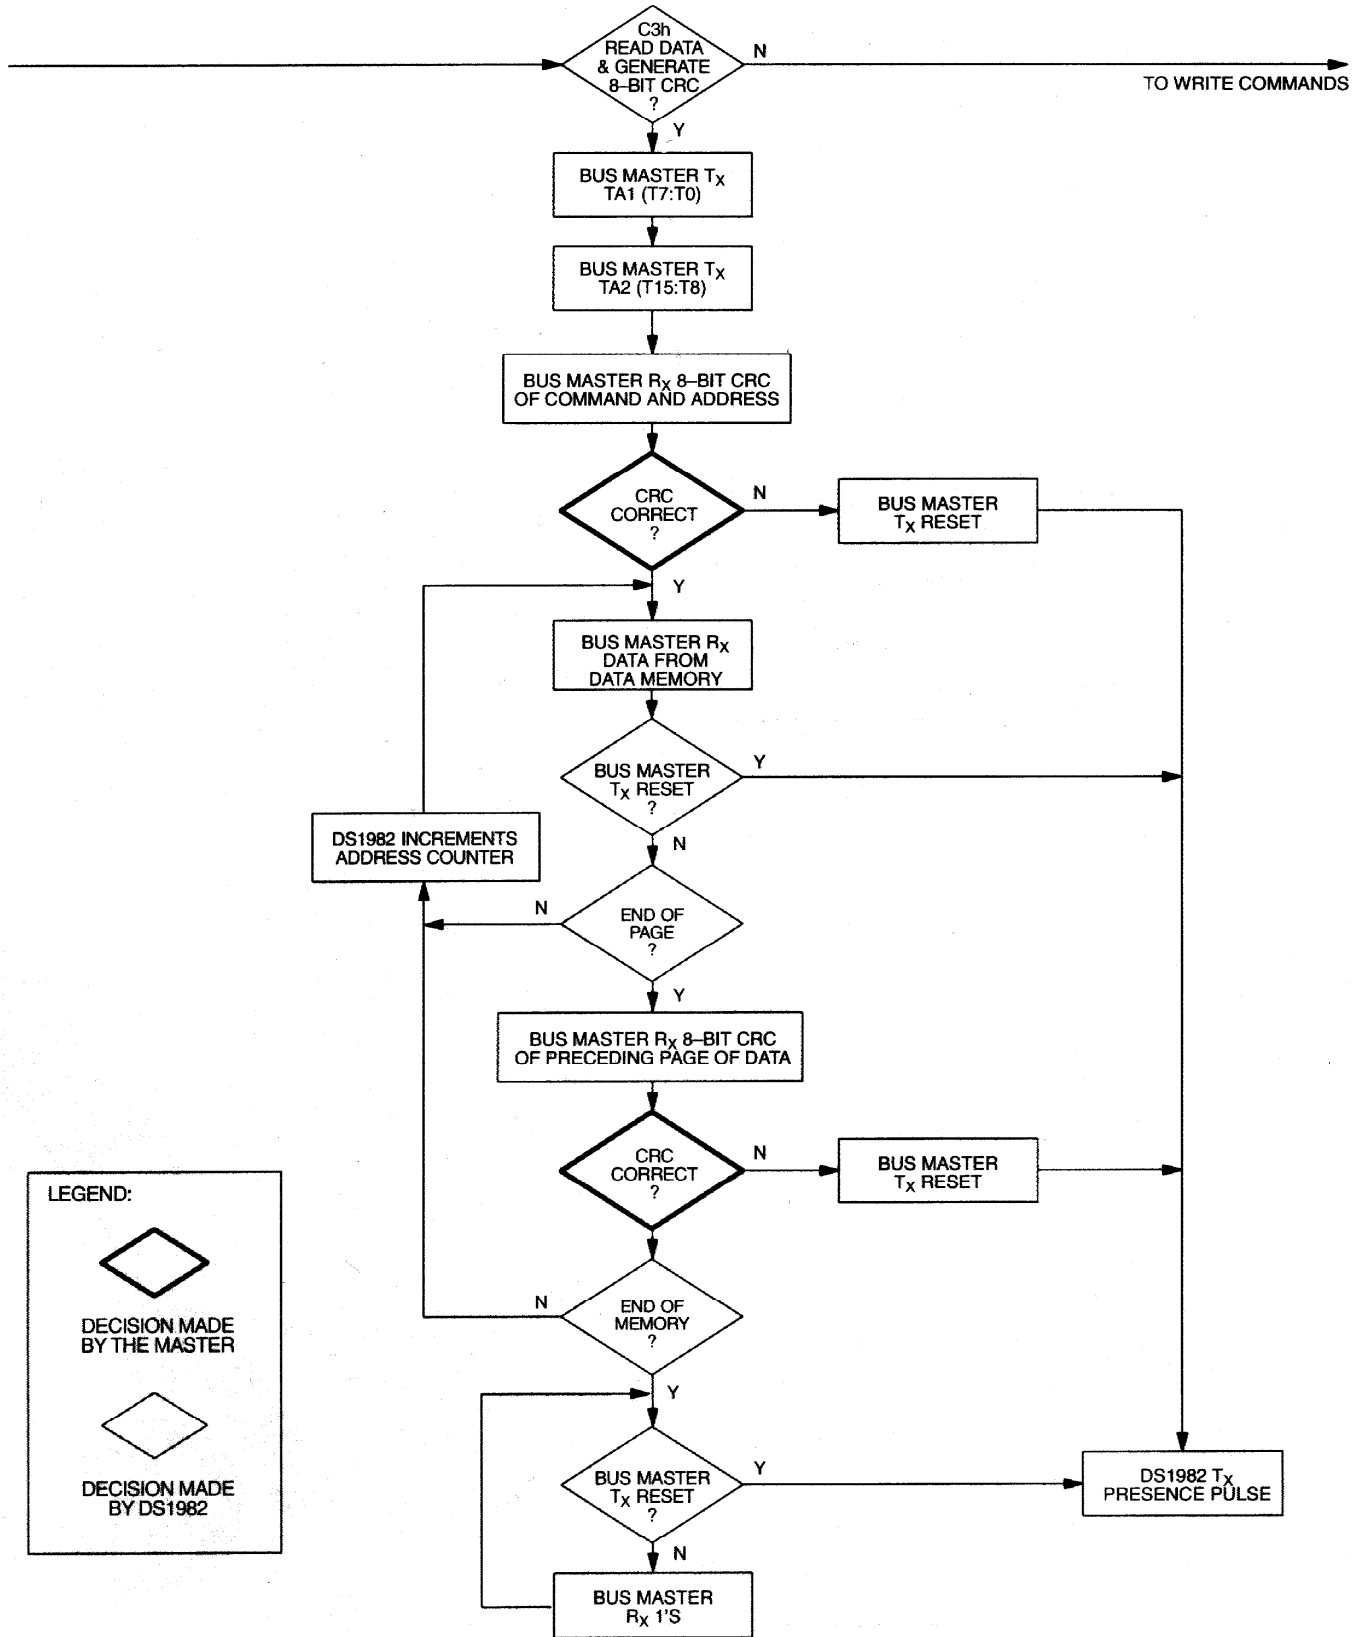 C3h
READ DATA
& GENERATE
8–BIT CRC
?
N
TO WRITE COMMANDS
Y
BUS MASTER TX
TA1 (T7:T0)
BUS MASTER TX
TA2 (T15:T8)
BUS MASTER RX 8–BIT CRC
OF COMMAND AND ADDRESS
CRC
CORRECT
?
N
BUS MASTER
TX RESET
Y
BUS MASTER RX
DATA FROM
DATA MEMORY
BUS MASTER
TX RESET
?
Y
N
DS1982 INCREMENTS
ADDRESS COUNTER
END OF
PAGE
?
N
Y
BUS MASTER RX 8–BIT CRC
OF PRECEDING PAGE OF DATA
CRC
CORRECT
?
N
BUS MASTER
TX RESET
END OF
MEMORY
?
N
Y
BUS MASTER
TX RESET
?
Y
DS1982 TX
PRESENCE PULSE
N
BUS MASTER
RX 1'S
LEGEND:
DECISION MADE
BY THE MASTER
DECISION MADE
BY DS1982